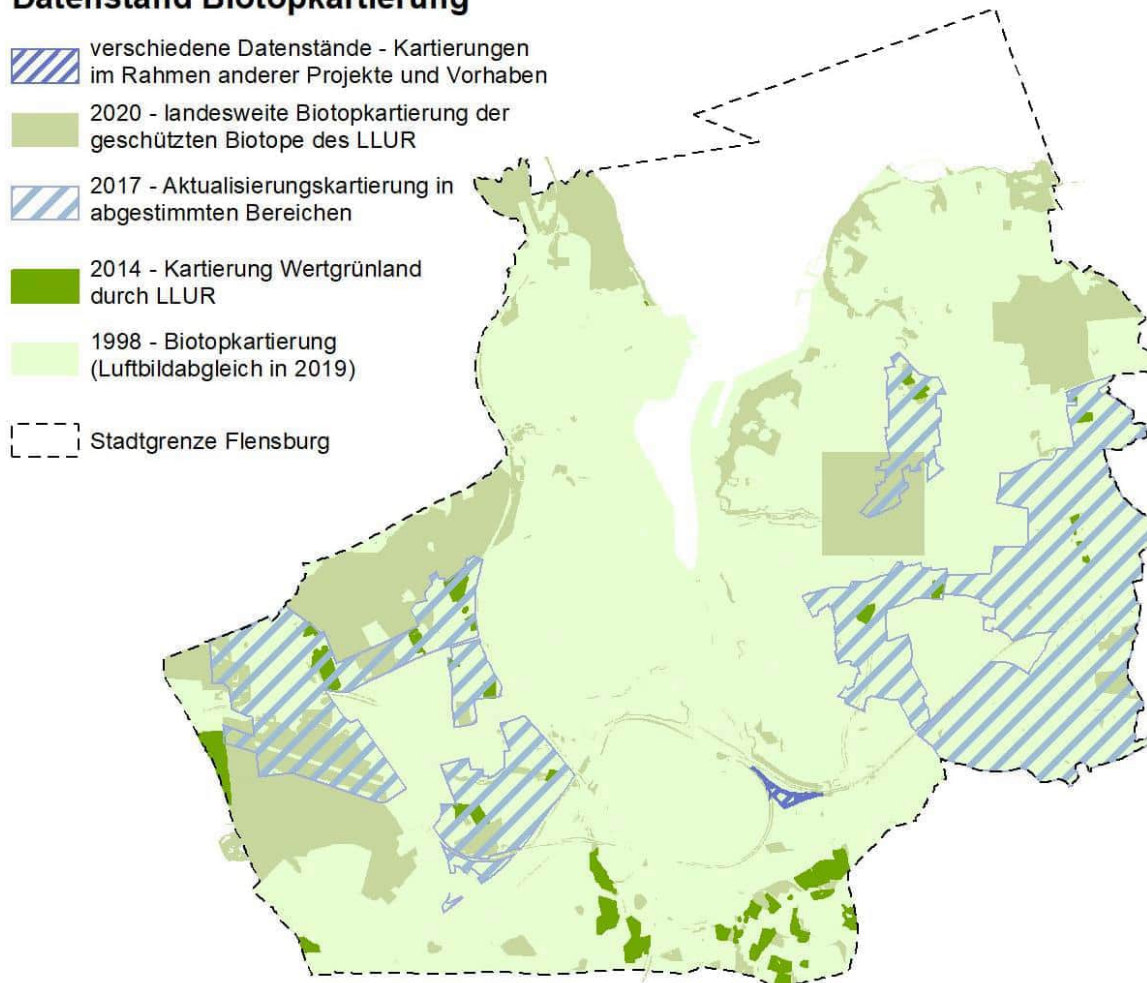 Datenstand Biotopkartierung
verschiedene Datenstände - Kartierungen
im Rahmen anderer Projekte und Vorhaben
2020 - landesweite Biotopkartierung der
geschützten Biotope des LLUR
2017 - Aktualisierungskartierung in
abgestimmten Bereichen
2014 - Kartierung Wertgrünland
durch LLUR
1998 - Biotopkartierung
(Luftbildabgleich in 2019)
Stadtgrenze Flensburg